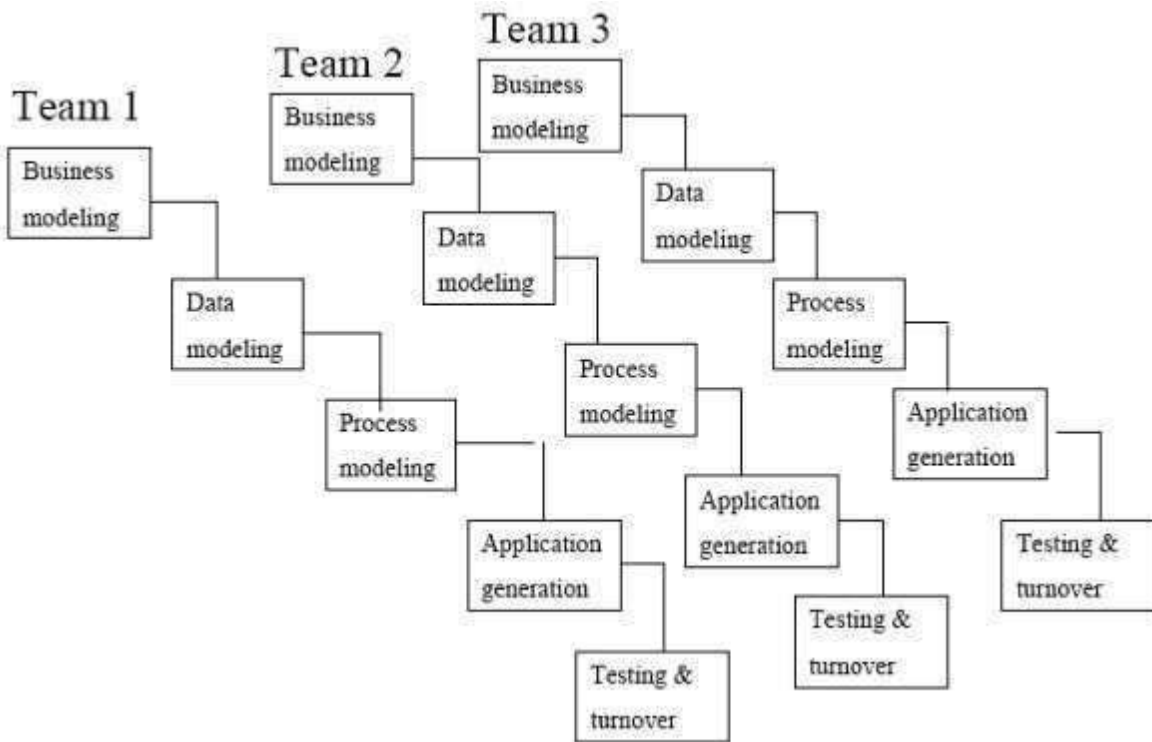 Team 1
Business
modeling
Data
modeling
Process
modeling
Application
generation
Testing &
turnover
Team 2
Business
modeling
Data
modeling
Process
modeling
Application
generation
Testing &
turnover
Team 3
Business
modeling
Data
modeling
Process
modeling
Application
generation
Testing &
turnover